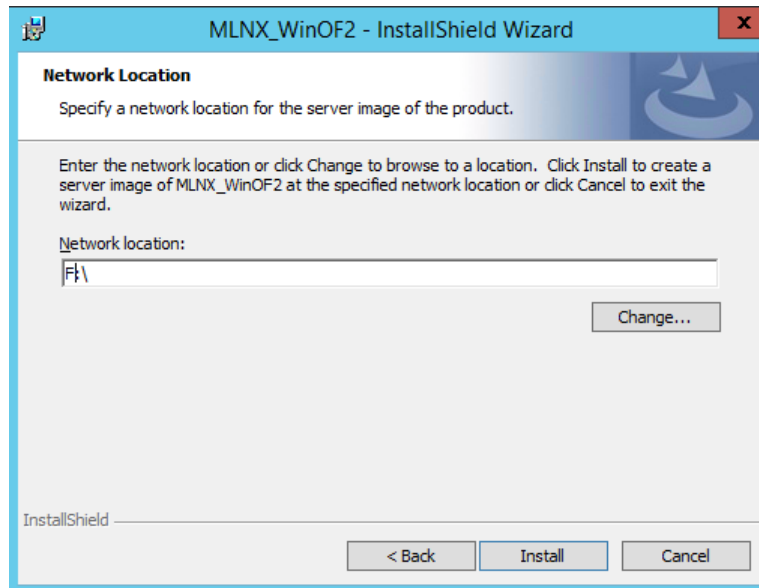 MLNX_WinOF2 - InstallShield Wizard
x
Network Location
Specify a network location for the server image of the product.
Enter the network location or click Change to browse to a location. Click Install to create a
server image of MLNX_WinOF2 at the specified network location or click Cancel to exit the
wizard.
Network location:
F:\
Change...
InstallShield
< Back
Install
Cancel